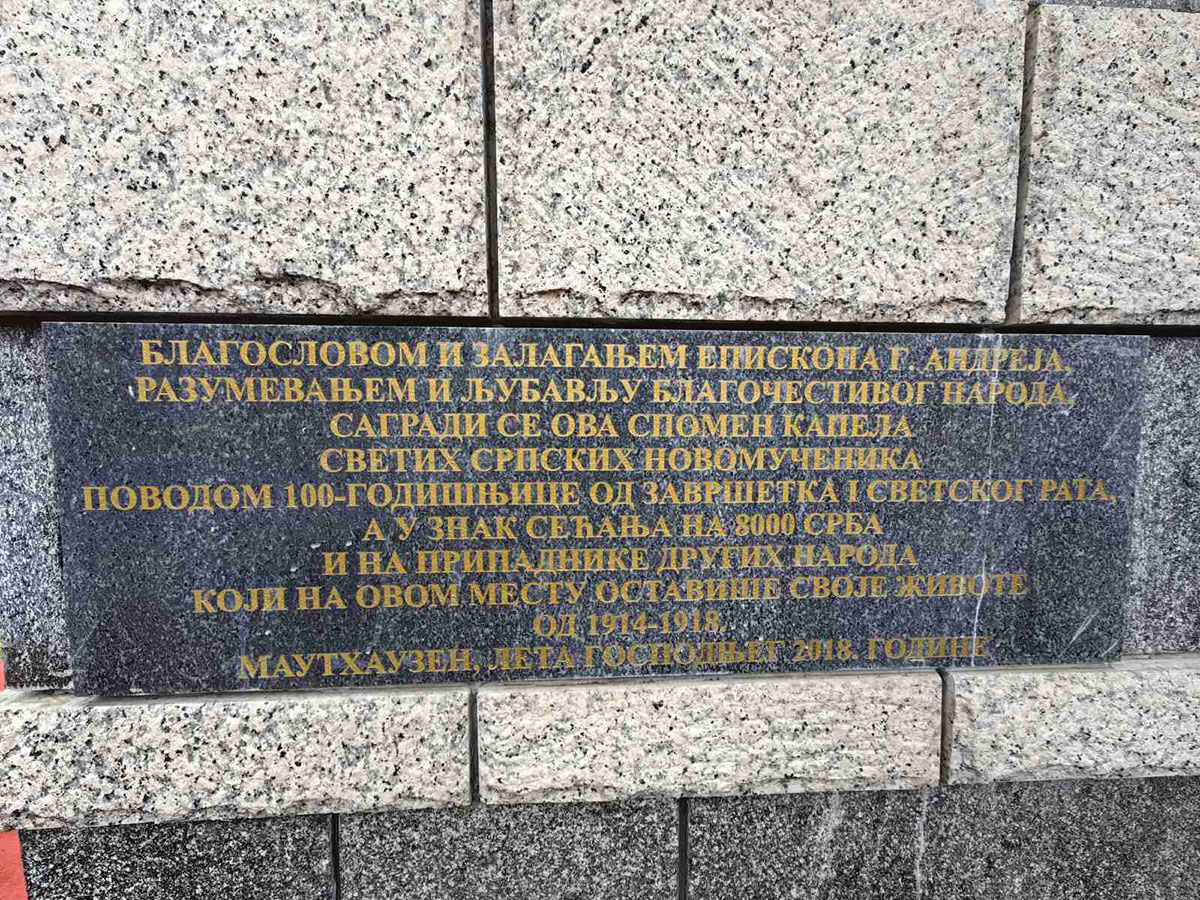 БЛАГОСЛОВОМ И ЗАЛАГАЊЕМ ЕПИСКОПА Г. АНДРЕЈА,
РАЗУМЕВАЊЕМ И ЉУБАВЉУ БЛАГОЧЕСТИВОГ НАРОДА,
САГРАДИ СЕ ОВА СПОМЕН КАПЕЛА
СВЕТИХ СРПСКИХ НОВОМУЧЕНИКА
ПОВОДОМ 100-ГОДИШЊИЦЕ ОД ЗАВРШЕТКА I СВЕТСКОГ РАТА,
А У ЗНАК СЕЋАЊА НА 8000 СРБА
И НА ПРИПАДНИКЕ ДРУГИХ НАРОДА
КОЈИ НА ОВОМ МЕСТУ ОСТАВИШЕ СВОЈЕ ЖИВОТЕ
ОД 1914-1918.
МАУТХАУЗЕН, ЛЕТА ГОСПОДЊЕГ 2018. ГОДИНЕ